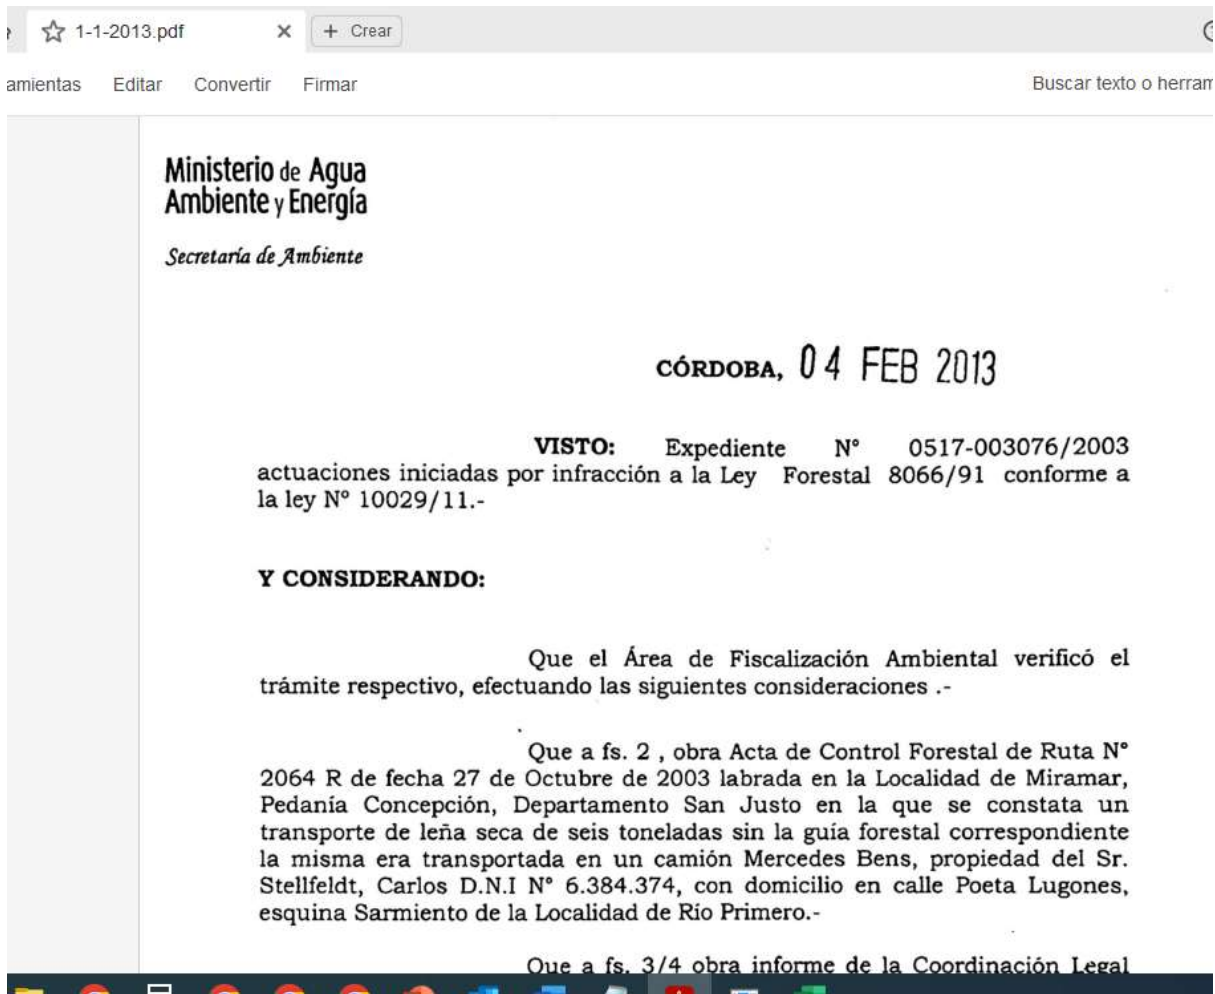 1-1-2013.pdf × + Crear
amientas Editar Convertir Firmar Buscar texto o herram
Ministerio de Agua
Ambiente y Energía
Secretaría de Ambiente
CÓRDOBA, 04 FEB 2013
VISTO: Expediente N° 0517-003076/2003
actuaciones iniciadas por infracción a la Ley Forestal 8066/91 conforme a
la ley N° 10029/11.-
Y CONSIDERANDO:
Que el Área de Fiscalización Ambiental verificó el
trámite respectivo, efectuando las siguientes consideraciones .-
Que a fs. 2 , obra Acta de Control Forestal de Ruta N°
2064 R de fecha 27 de Octubre de 2003 labrada en la Localidad de Miramar,
Pedanía Concepción, Departamento San Justo en la que se constata un
transporte de leña seca de seis toneladas sin la guía forestal correspondiente
la misma era transportada en un camión Mercedes Bens, propiedad del Sr.
Stellfeldt, Carlos D.N.I N° 6.384.374, con domicilio en calle Poeta Lugones,
esquina Sarmiento de la Localidad de Río Primero.-
Que a fs. 3/4 obra informe de la Coordinación Legal